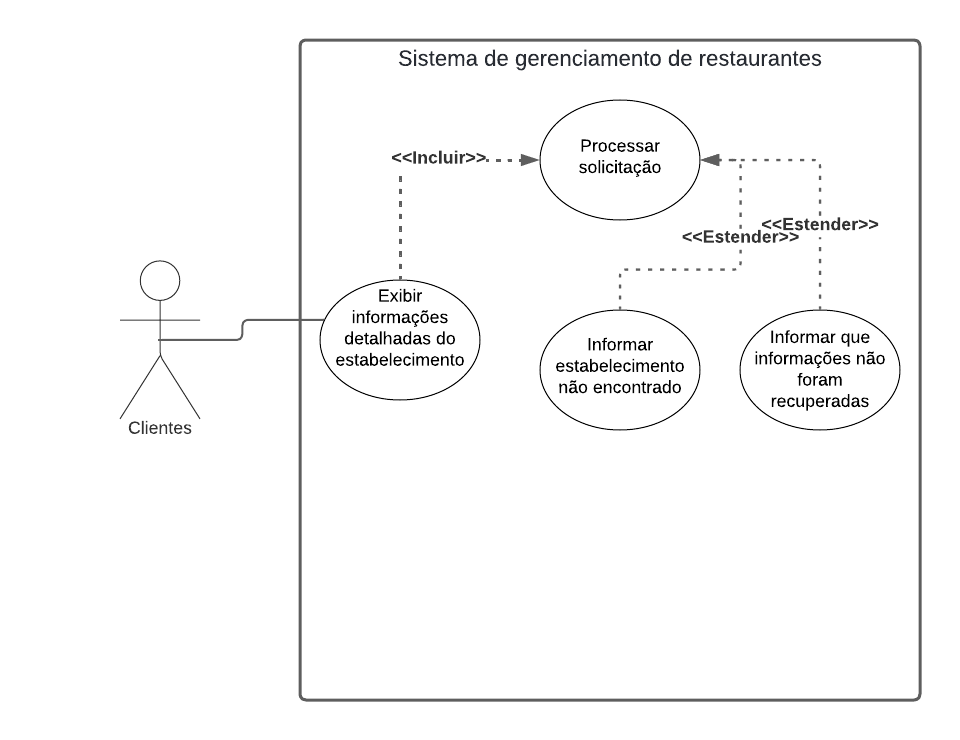 Sistema de gerenciamento de restaurantes
Processar
solicitação
<<Incluir>>
<<Estender>>
<<Estender>>
Exibir
informações
detalhadas do
estabelecimento
Informar
estabelecimento
não encontrado
Informar que
informações não
foram
recuperadas
Clientes